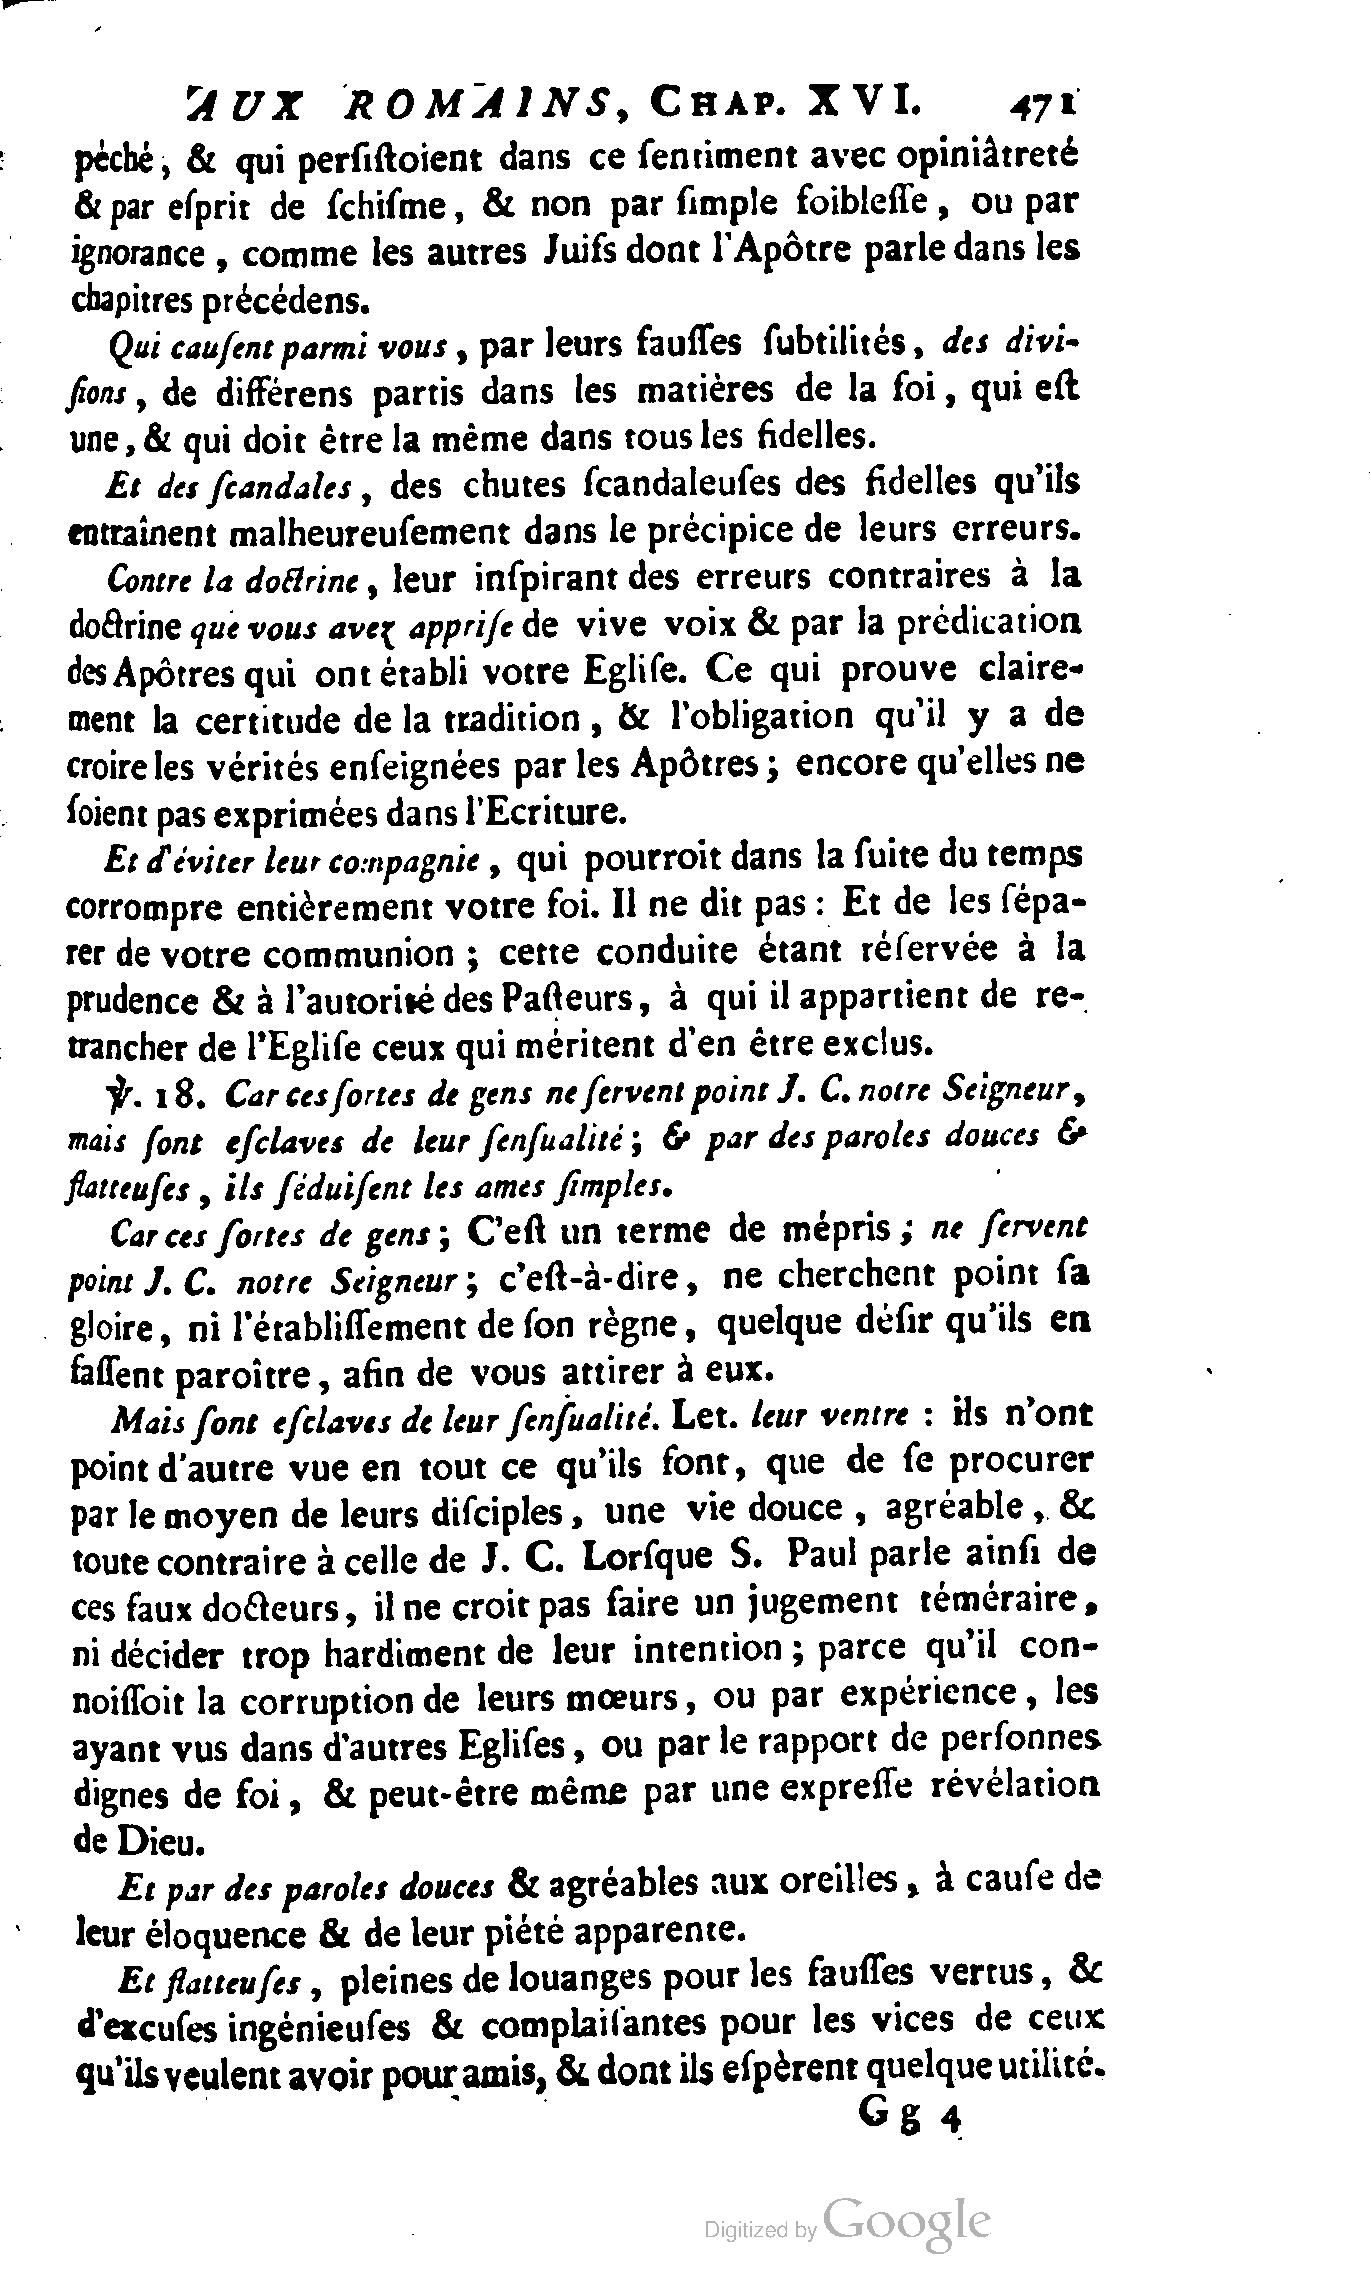 AUX ROMAINS, CHAP. XVI. 471
péché, & qui perſiſtoient dans ce ſentiment avec opiniâtreté
& par eſprit de ſchiſme, & non par ſimple foibleſſe, ou par
ignorance, comme les autres Juifs dont l'Apôtre parle dans les
chapitres précédens.
Qui cauſent parmi vous, par leurs fauſſes ſubtilités, des divi-
ſions, de différens partis dans les matières de la foi, qui eſt
une, & qui doit être la même dans tous les fidelles.
Et des ſcandales, des chutes ſcandaleuſes des fidelles qu'ils
entraînent malheureuſement dans le précipice de leurs erreurs.
Contre la doctrine, leur inſpirant des erreurs contraires à la
doctrine que vous avez appriſe de vive voix & par la prédication
des Apôtres qui ont établi votre Egliſe. Ce qui prouve claire-
ment la certitude de la tradition, & l'obligation qu'il y a de
croire les vérités enſeignées par les Apôtres; encore qu'elles ne
ſoient pas exprimées dans l'Ecriture.
Et d'éviter leur compagnie, qui pourroit dans la ſuite du temps
corrompre entièrement votre foi. Il ne dit pas : Et de les ſépa-
rer de votre communion ; cette conduite étant réſervée à la
prudence & à l'autorité des Paſteurs, à qui il appartient de re-
trancher de l'Egliſe ceux qui méritent d'en être exclus.
℣. 18. Car ces ſortes de gens ne ſervent point J. C. notre Seigneur,
mais ſont eſclaves de leur ſenſualité; & par des paroles douces &
flatteuſes, ils ſéduiſent les ames ſimples.
Car ces ſortes de gens; C'eſt un terme de mépris; ne ſervent
point J. C. notre Seigneur; c'eſt-à-dire, ne cherchent point ſa
gloire, ni l'établiſſement de ſon règne, quelque déſir qu'ils en
faſſent paroître, afin de vous attirer à eux.
Mais ſont eſclaves de leur ſenſualité. Let. leur ventre : ils n'ont
point d'autre vue en tout ce qu'ils font, que de ſe procurer
par le moyen de leurs diſciples, une vie douce, agréable, &
toute contraire à celle de J. C. Lorſque S. Paul parle ainſi de
ces faux docteurs, il ne croit pas faire un jugement téméraire,
ni décider trop hardiment de leur intention; parce qu'il con-
noiſſoit la corruption de leurs mœurs, ou par expérience, les
ayant vus dans d'autres Egliſes, ou par le rapport de perſonnes
dignes de foi, & peut-être même par une expreſſe révélation
de Dieu.
Et par des paroles douces & agréables aux oreilles, à cauſe de
leur éloquence & de leur piété apparente.
Et flatteuſes, pleines de louanges pour les fauſſes vertus, &
d'excuſes ingénieuſes & complaiſantes pour les vices de ceux
qu'ils veulent avoir pour amis, & dont ils eſpèrent quelque utilité.
Gg 4
Digitized by Google